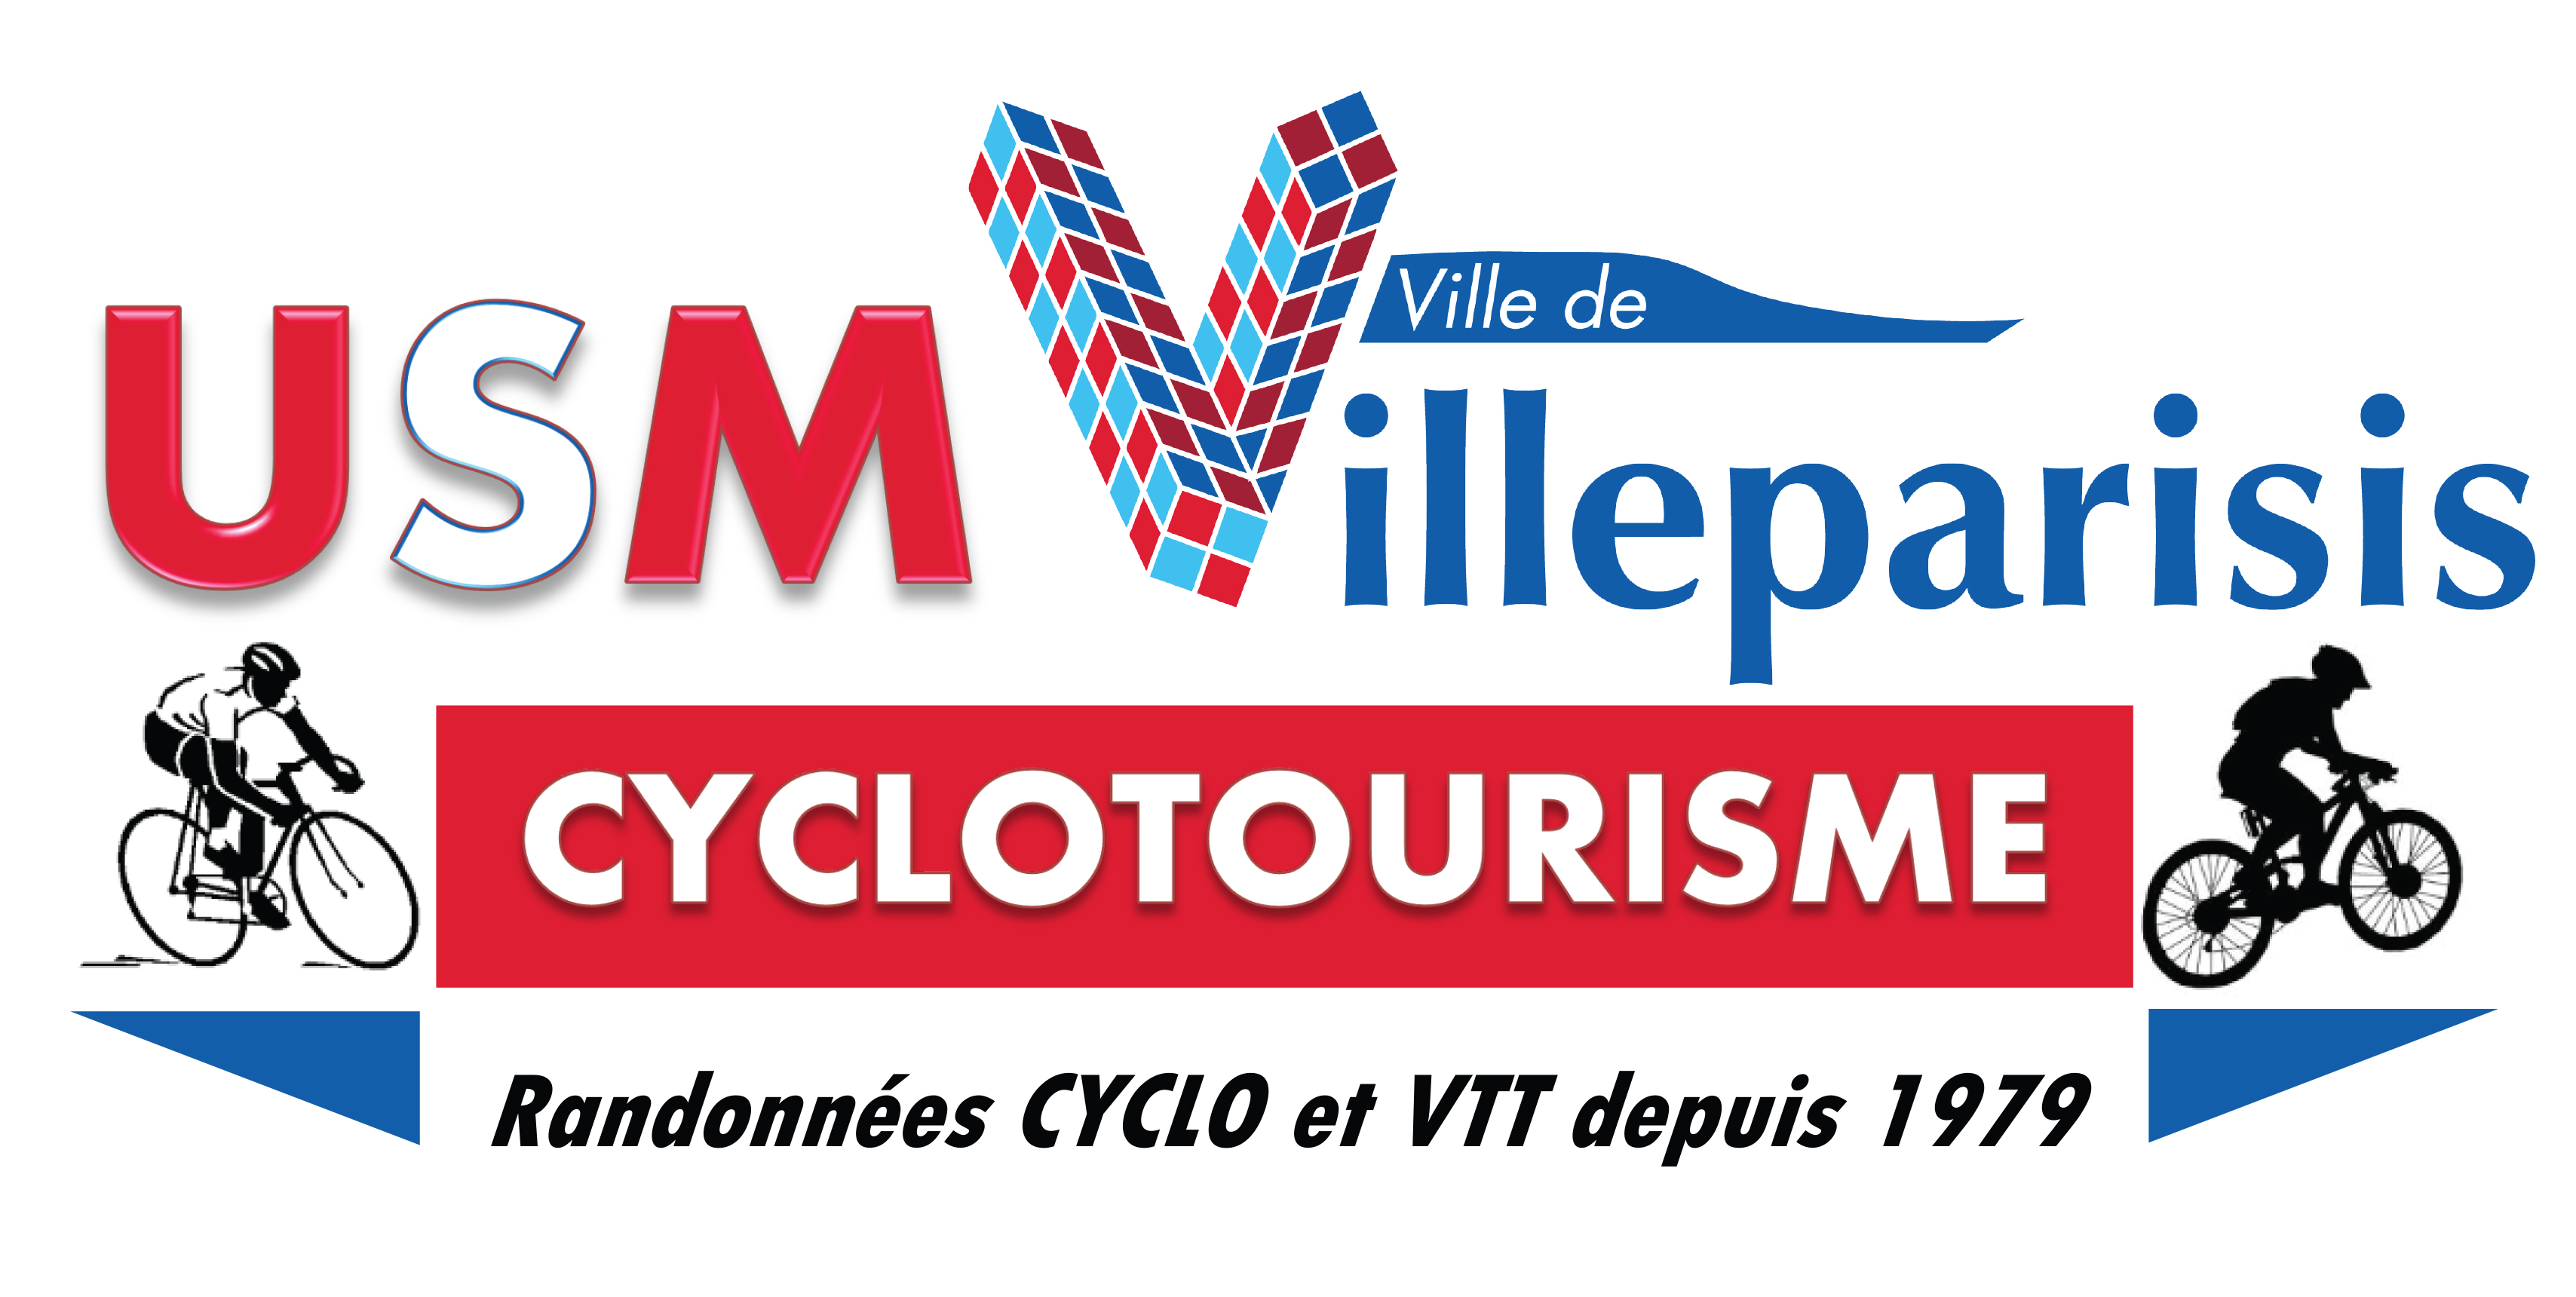 Ville de
USM Villeparisis
CYCLOTOURISME
Randonnées CYCLO et VTT depuis 1979